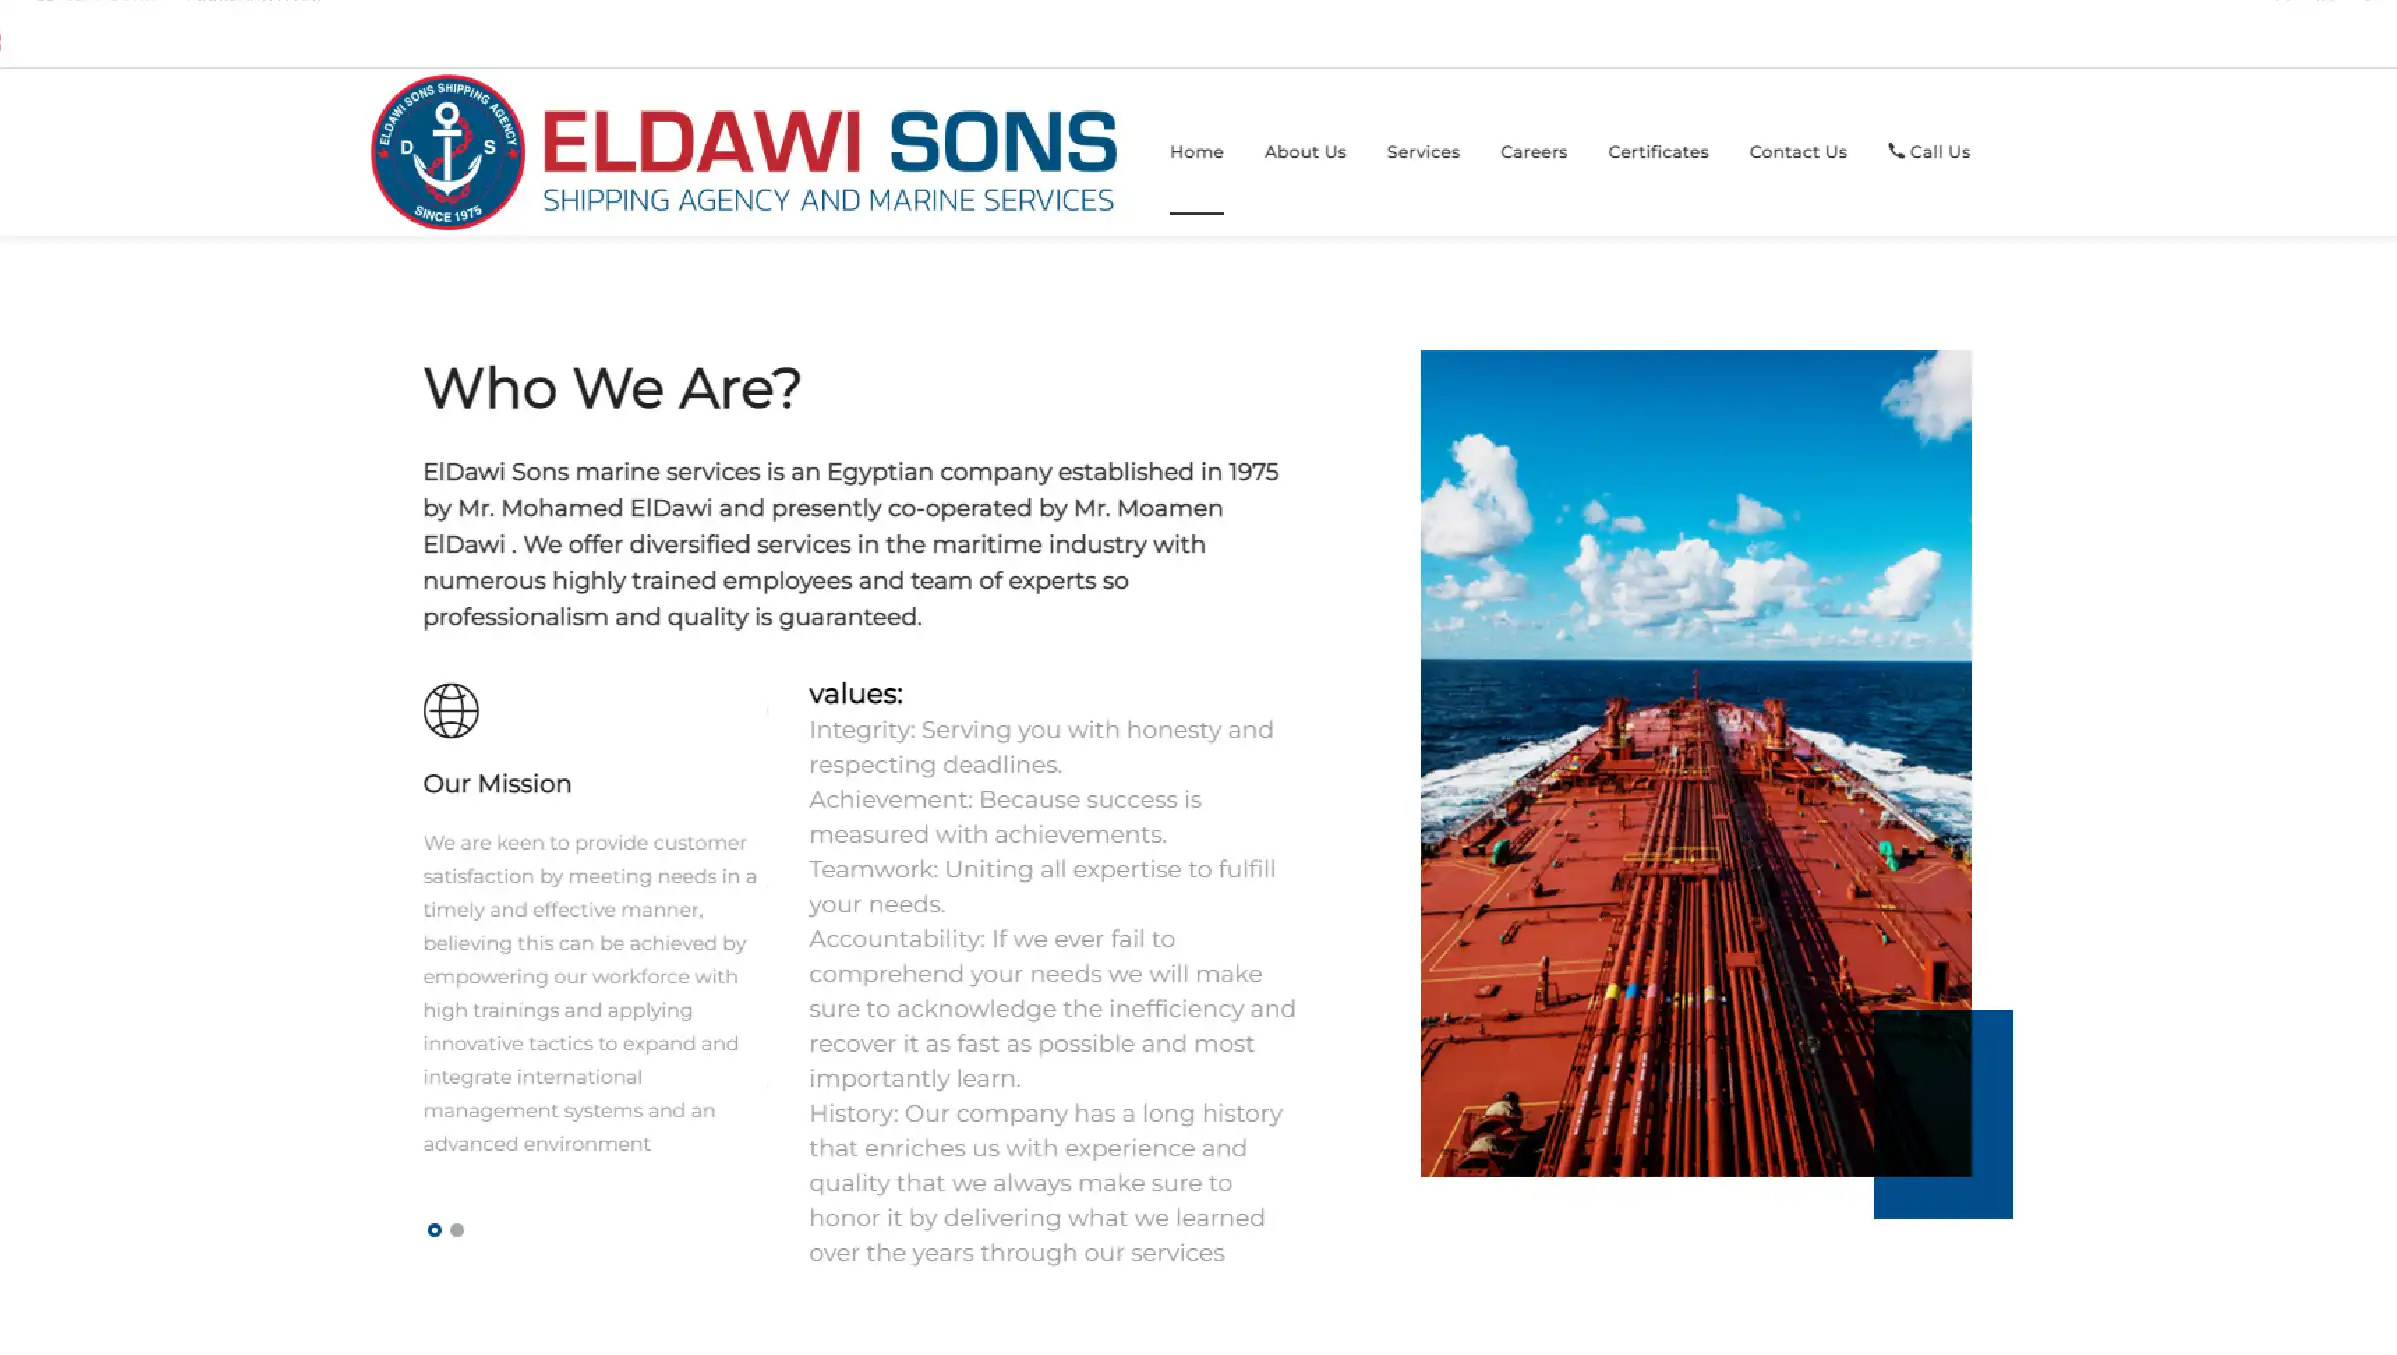 ELDAWI SONS SHIPPING AGENCY
D S
SINCE 1975
ELDAWI SONS
SHIPPING AGENCY AND MARINE SERVICES
Home About Us Services Careers Certificates Contact Us Call Us
Who We Are?
ElDawi Sons marine services is an Egyptian company established in 1975
by Mr. Mohamed ElDawi and presently co-operated by Mr. Moamen
ElDawi . We offer diversified services in the maritime industry with
numerous highly trained employees and team of experts so
professionalism and quality is guaranteed.
Our Mission
We are keen to provide customer
satisfaction by meeting needs in a
timely and effective manner,
believing this can be achieved by
empowering our workforce with
high trainings and applying
innovative tactics to expand and
integrate international
management systems and an
advanced environment
values:
Integrity: Serving you with honesty and
respecting deadlines.
Achievement: Because success is
measured with achievements.
Teamwork: Uniting all expertise to fulfill
your needs.
Accountability: If we ever fail to
comprehend your needs we will make
sure to acknowledge the inefficiency and
recover it as fast as possible and most
importantly learn.
History: Our company has a long history
that enriches us with experience and
quality that we always make sure to
honor it by delivering what we learned
over the years through our services